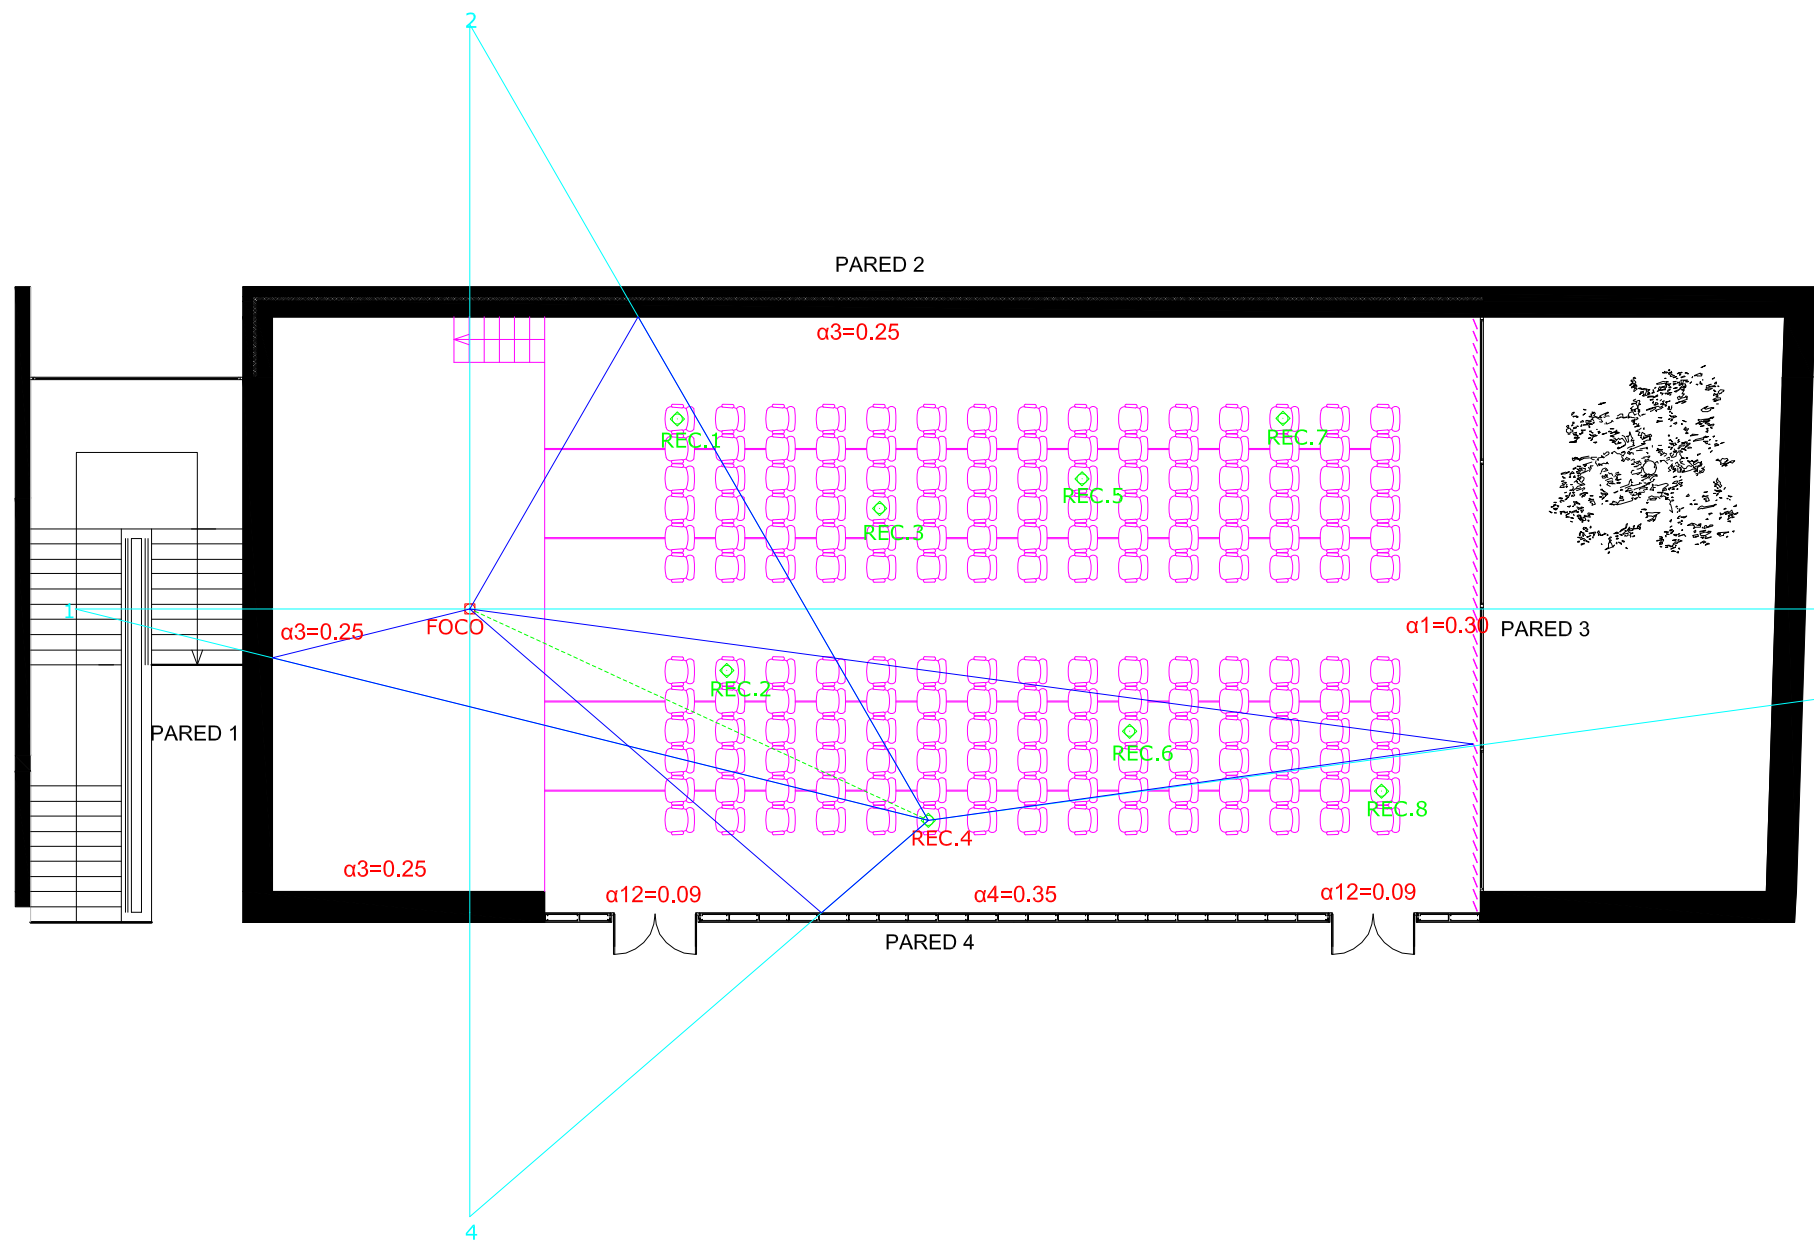 2
PARED 2
α3=0.25
REC.1
REC.7
REC.5
REC.3
1
FOCO
α3=0.25
α1=0.30
PARED 3
REC.2
PARED 1
REC.6
REC.8
REC.4
α3=0.25
α12=0.09
α4=0.35
α12=0.09
PARED 4
4